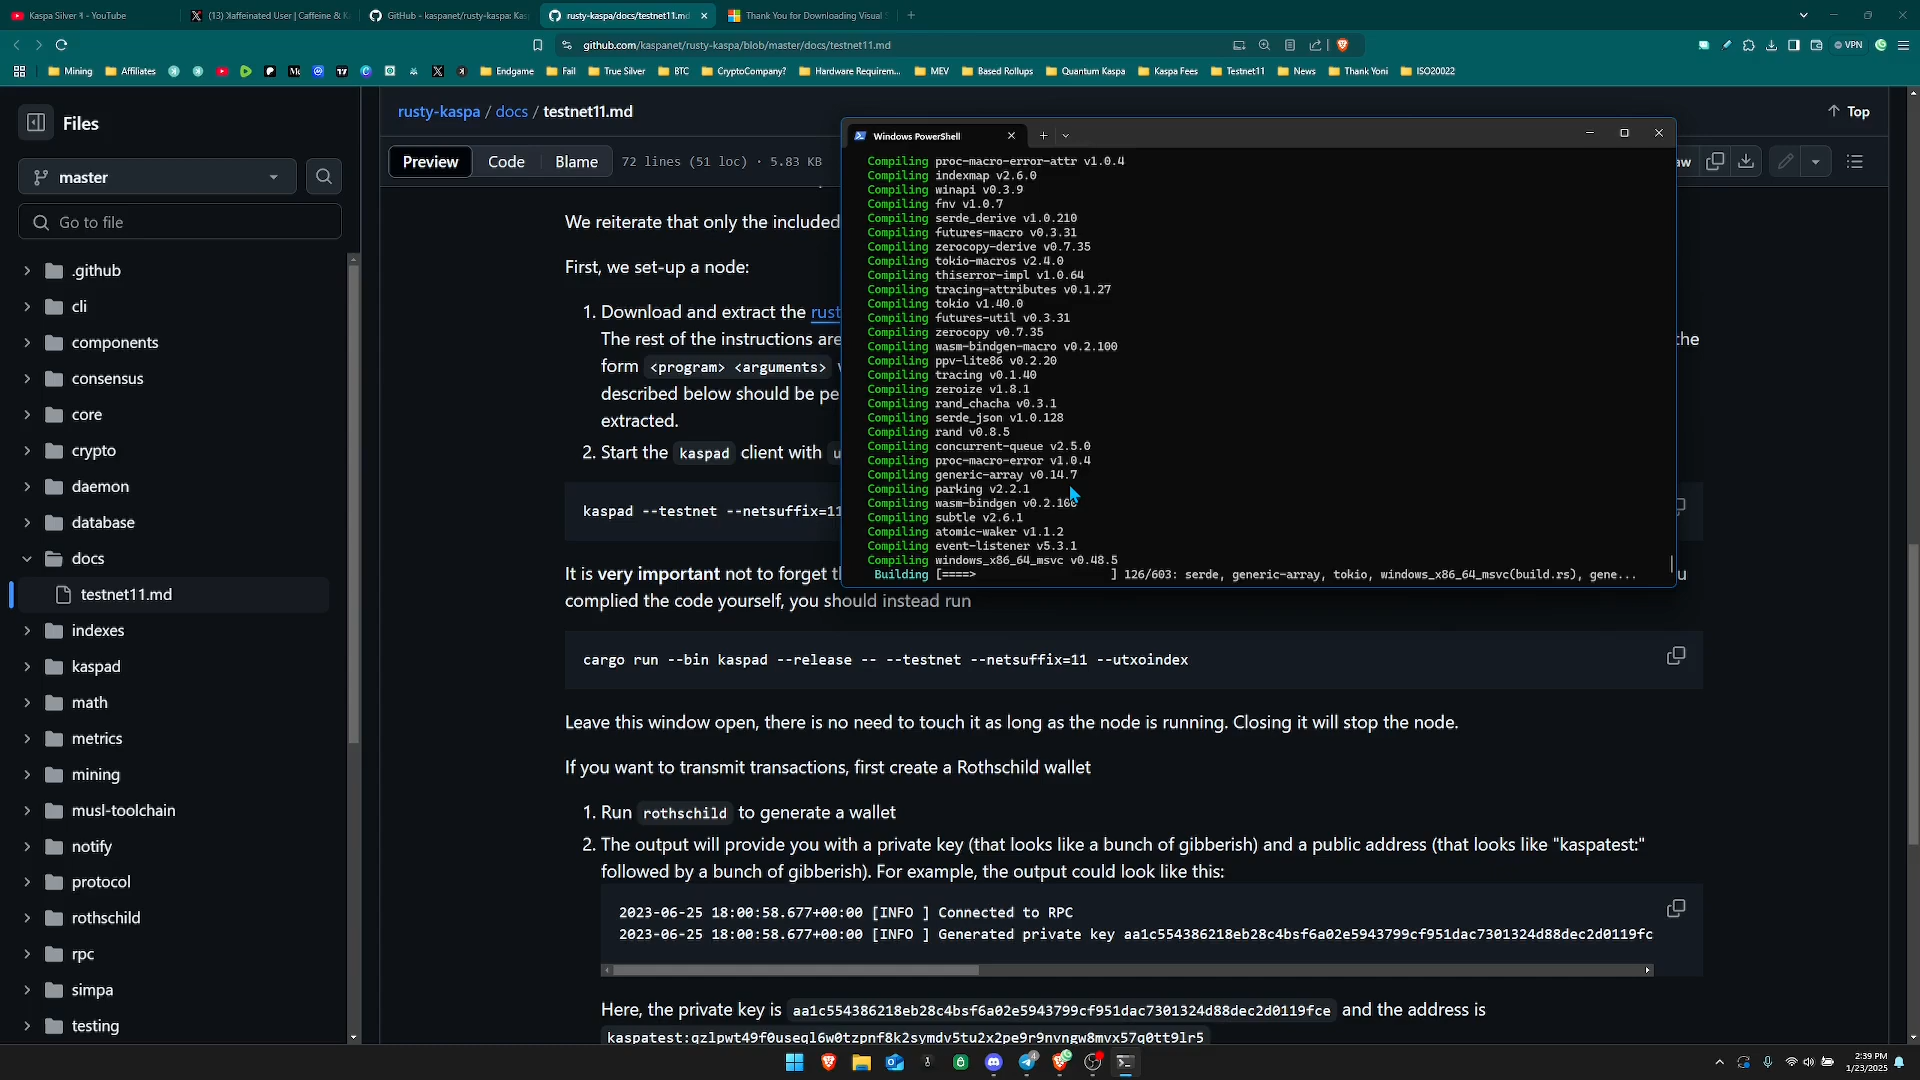 Kaspa Silver
YouTube
(13) Kaffeinated User | Caffeine & K
GitHub - kaspanet/rusty-kaspa: Kas
rusty-kaspa/docs/testnet11.md
Thank You for Downloading Visual S
github.com/kaspanet/rusty-kaspa/blob/master/docs/testnet11.md
VPN
Mining
Affiliates
Endgame
Fail
True Silver
BTC
CryptoCompany?
Hardware Requirem...
MEV
Based Rollups
Quantum Kaspa
Kaspa Fees
Testnet11
News
Thank Yoni
ISO20022
Files
master
Go to file
.github
cli
components
consensus
core
crypto
daemon
database
docs
testnet11.md
indexes
kaspad
math
metrics
mining
musl-toolchain
notify
protocol
rothschild
rpc
simpa
testing
rusty-kaspa / docs / testnet11.md
Top
Preview
Code
Blame
72 lines (51 loc) · 5.83 KB
aw
We reiterate that only the included
First, we set-up a node:
1. Download and extract the rust
The rest of the instructions are
the
form <program> <arguments>
described below should be pe
extracted.
2. Start the kaspad client with u
kaspad --testnet --netsuffix=11
It is very important not to forget th
u
complied the code yourself, you should instead run
cargo run --bin kaspad --release -- --testnet --netsuffix=11 --utxoindex
Leave this window open, there is no need to touch it as long as the node is running. Closing it will stop the node.
If you want to transmit transactions, first create a Rothschild wallet
1. Run rothschild to generate a wallet
2. The output will provide you with a private key (that looks like a bunch of gibberish) and a public address (that looks like "kaspatest:"
followed by a bunch of gibberish). For example, the output could look like this:
2023-06-25 18:00:58.677+00:00 [INFO ] Connected to RPC
2023-06-25 18:00:58.677+00:00 [INFO ] Generated private key aa1c554386218eb28c4bsf6a02e5943799cf951dac7301324d88dec2d0119fc
Here, the private key is aa1c554386218eb28c4bsf6a02e5943799cf951dac7301324d88dec2d0119fce and the address is
kaspatest:qzlpwt49f0useql6w0tzpnf8k2symdv5tu2x2pe9r9nvngw8mvx57q0tt9lr5
Windows PowerShell
Compiling proc-macro-error-attr v1.0.4
Compiling indexmap v2.6.0
Compiling winapi v0.3.9
Compiling fnv v1.0.7
Compiling serde_derive v1.0.210
Compiling futures-macro v0.3.31
Compiling zerocopy-derive v0.7.35
Compiling tokio-macros v2.4.0
Compiling thiserror-impl v1.0.64
Compiling tracing-attributes v0.1.27
Compiling tokio v1.40.0
Compiling futures-util v0.3.31
Compiling zerocopy v0.7.35
Compiling wasm-bindgen-macro v0.2.100
Compiling ppv-lite86 v0.2.20
Compiling tracing v0.1.40
Compiling zeroize v1.8.1
Compiling rand_chacha v0.3.1
Compiling serde_json v1.0.128
Compiling rand v0.8.5
Compiling concurrent-queue v2.5.0
Compiling proc-macro-error v1.0.4
Compiling generic-array v0.14.7
Compiling parking v2.2.1
Compiling wasm-bindgen v0.2.100
Compiling subtle v2.6.1
Compiling atomic-waker v1.1.2
Compiling event-listener v5.3.1
Compiling windows_x86_64_msvc v0.48.5
Building [====> ] 126/603: serde, generic-array, tokio, windows_x86_64_msvc(build.rs), gene...
2:39 PM
1/23/2025